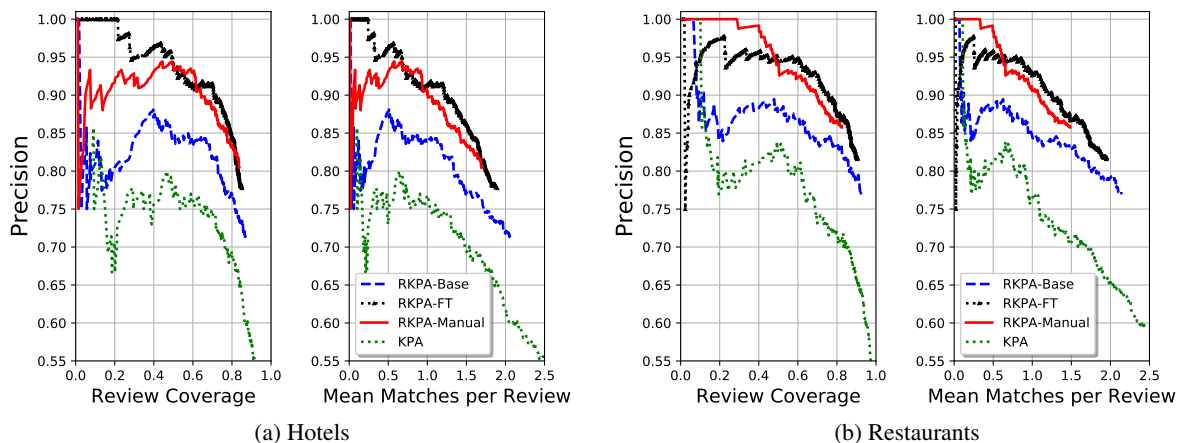 1.00
0.95
0.90
0.85
0.80
0.75
0.70
0.65
0.60
0.55
Precision
0.0 0.2 0.4 0.6 0.8 1.0
Review Coverage
RKPA-Base
RKPA-FT
RKPA-Manual
KPA
0.0 0.5 1.0 1.5 2.0 2.5
Mean Matches per Review
(a) Hotels
1.00
0.95
0.90
0.85
0.80
0.75
0.70
0.65
0.60
0.55
Precision
0.0 0.2 0.4 0.6 0.8 1.0
Review Coverage
RKPA-Base
RKPA-FT
RKPA-Manual
KPA
0.0 0.5 1.0 1.5 2.0 2.5
Mean Matches per Review
(b) Restaurants